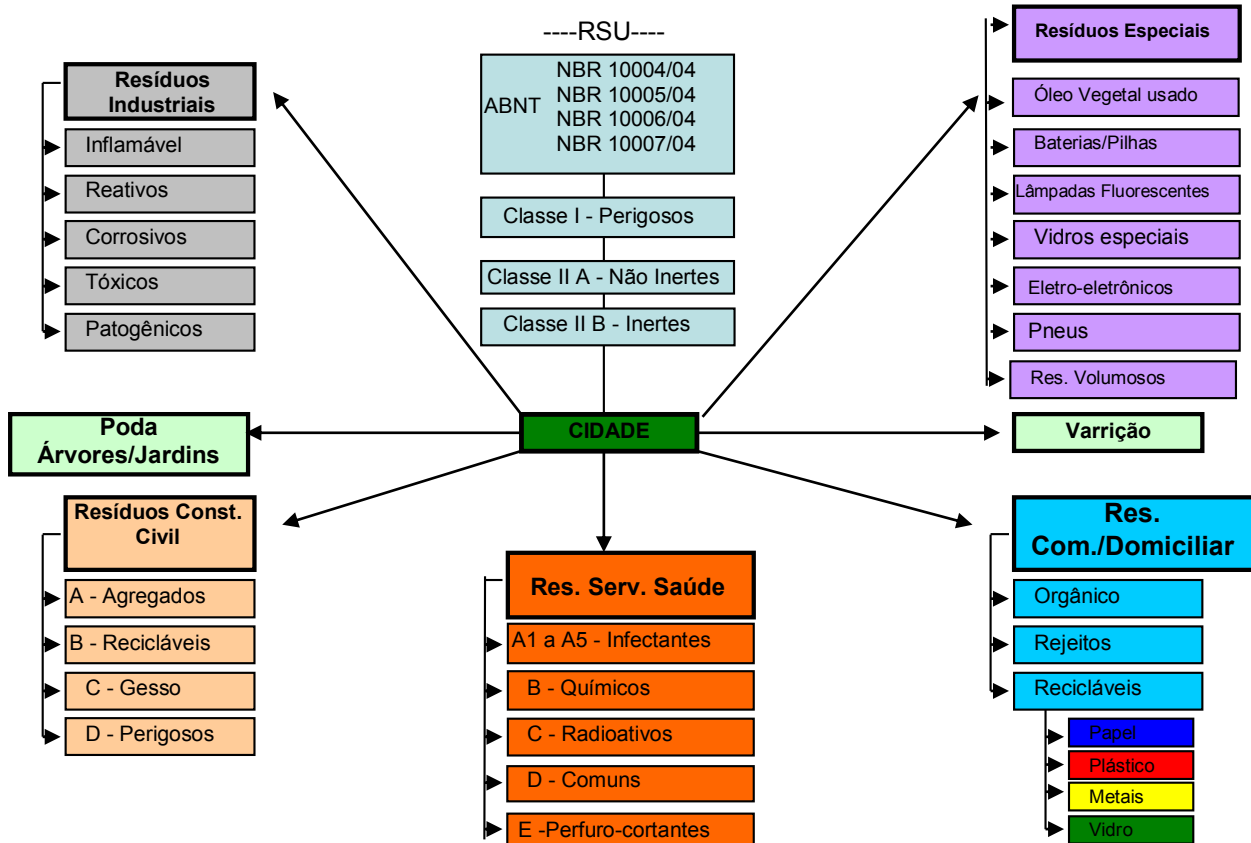 ----RSU----
ABNT
NBR 10004/04
NBR 10005/04
NBR 10006/04
NBR 10007/04
Classe I - Perigosos
Classe II A - Não Inertes
Classe II B - Inertes
CIDADE
Resíduos
Industriais
Inflamável
Reativos
Corrosivos
Tóxicos
Patogênicos
Resíduos Especiais
Óleo Vegetal usado
Baterias/Pilhas
Lâmpadas Fluorescentes
Vidros especiais
Eletro-eletrônicos
Pneus
Res. Volumosos
Poda
Árvores/Jardins
Varrição
Resíduos Const.
Civil
A - Agregados
B - Recicláveis
C - Gesso
D - Perigosos
Res. Serv. Saúde
A1 a A5 - Infectantes
B - Químicos
C - Radioativos
D - Comuns
E -Perfuro-cortantes
Res.
Com./Domiciliar
Orgânico
Rejeitos
Recicláveis
Papel
Plástico
Metais
Vidro